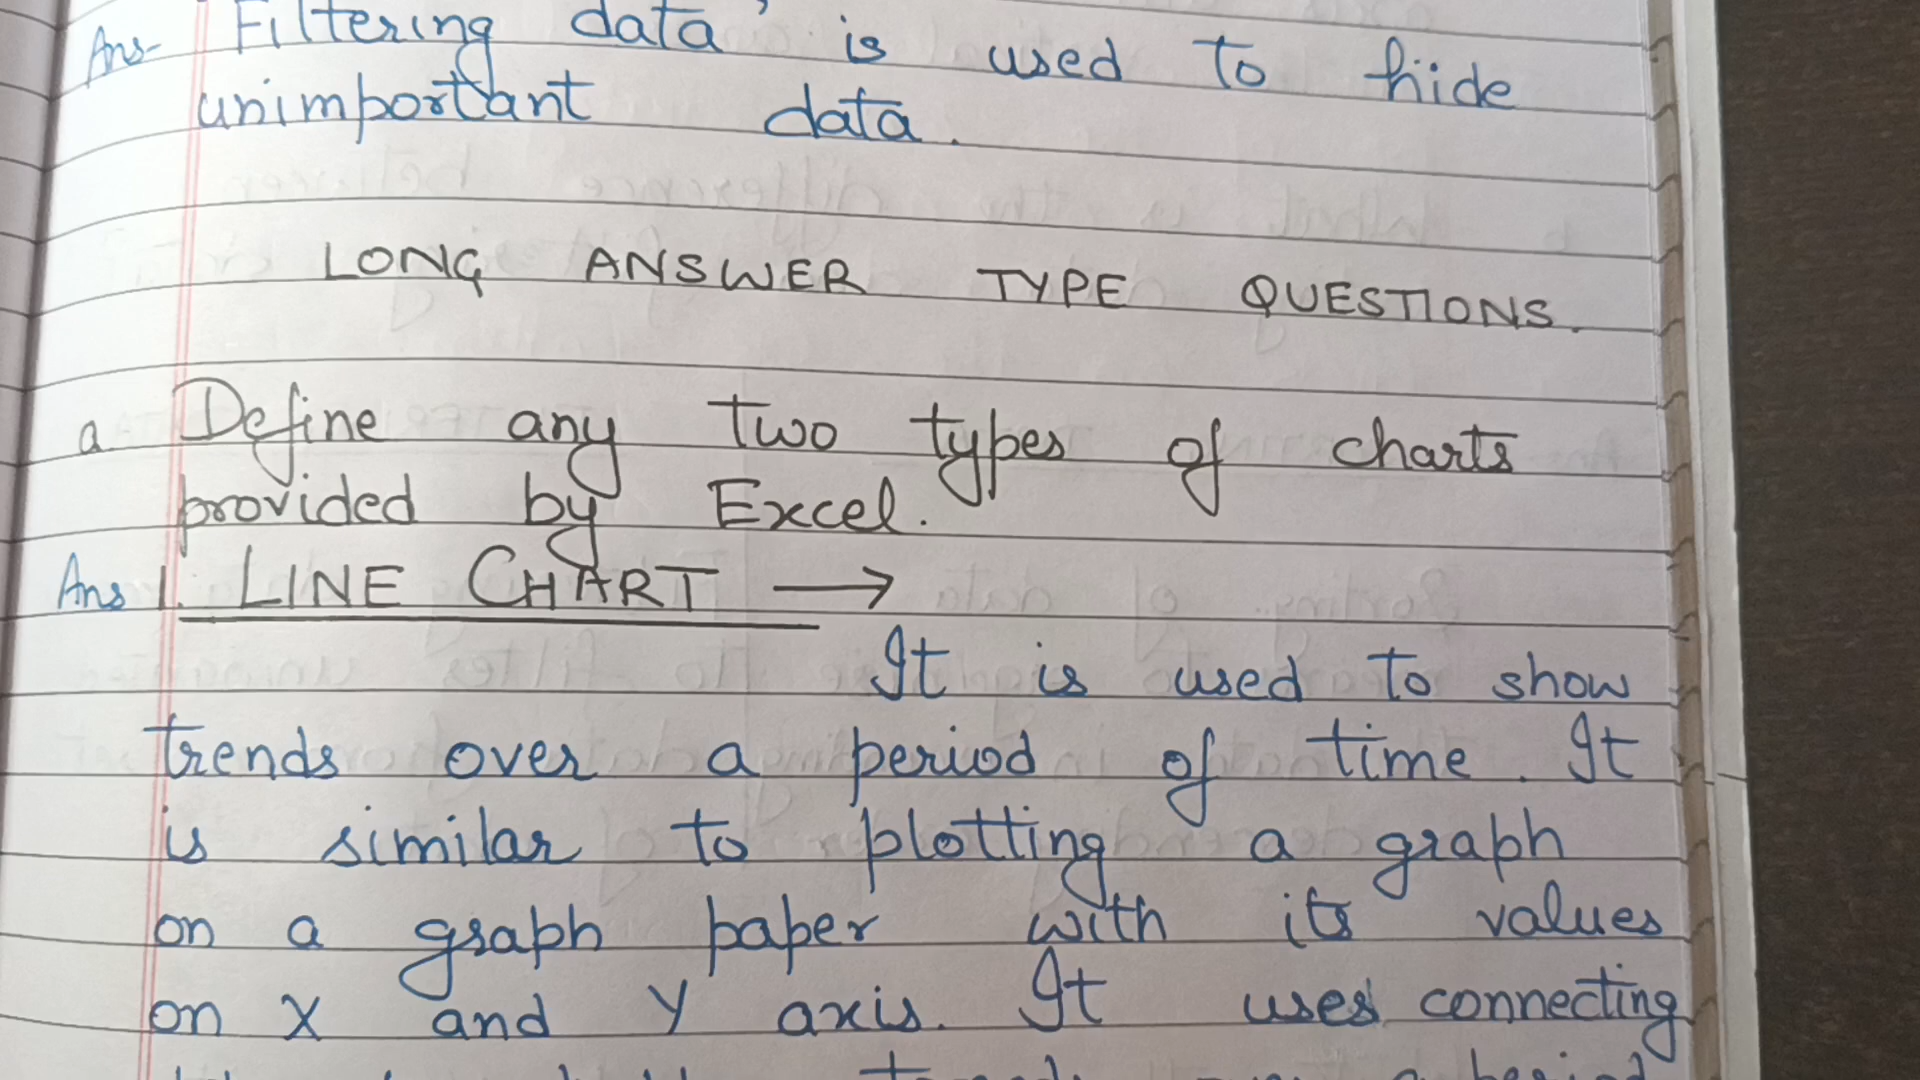 Ans- Filtering data is used to hide
unimportant data.
LONG ANSWER TYPE QUESTIONS.
a Define any two types of charts
provided by Excel.
Ans 1. LINE CHART →
It is used to show
trends over a period of time. It
is similar to plotting a graph
on a graph paper with its values
on X and Y axis. It uses connecting